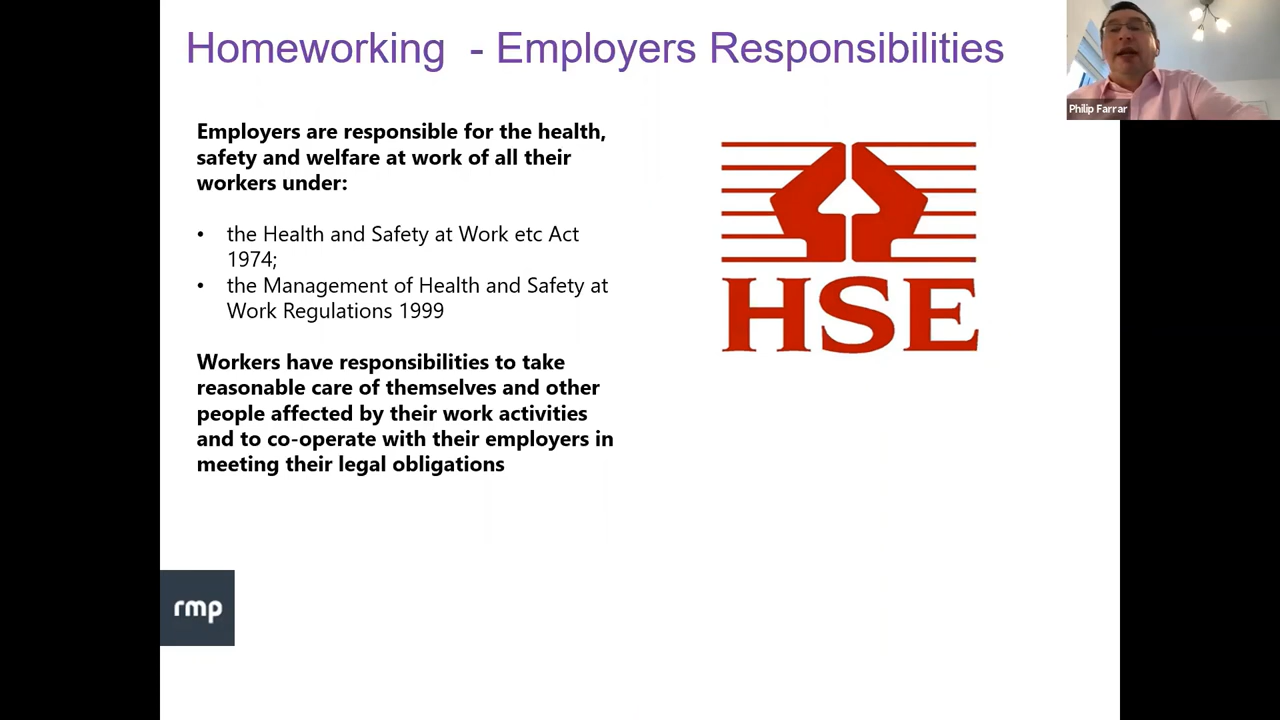 Homeworking - Employers Responsibilities
Philip Farrar
Employers are responsible for the health,
safety and welfare at work of all their
workers under:
• the Health and Safety at Work etc Act
1974;
• the Management of Health and Safety at
Work Regulations 1999
Workers have responsibilities to take
reasonable care of themselves and other
people affected by their work activities
and to co-operate with their employers in
meeting their legal obligations
HSE
rmp